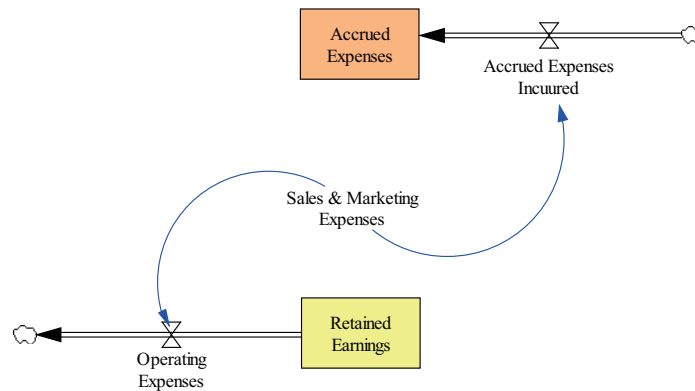 Accrued
Expenses
Accrued Expenses
Incuured
Sales & Marketing
Expenses
Retained
Earnings
Operating
Expenses